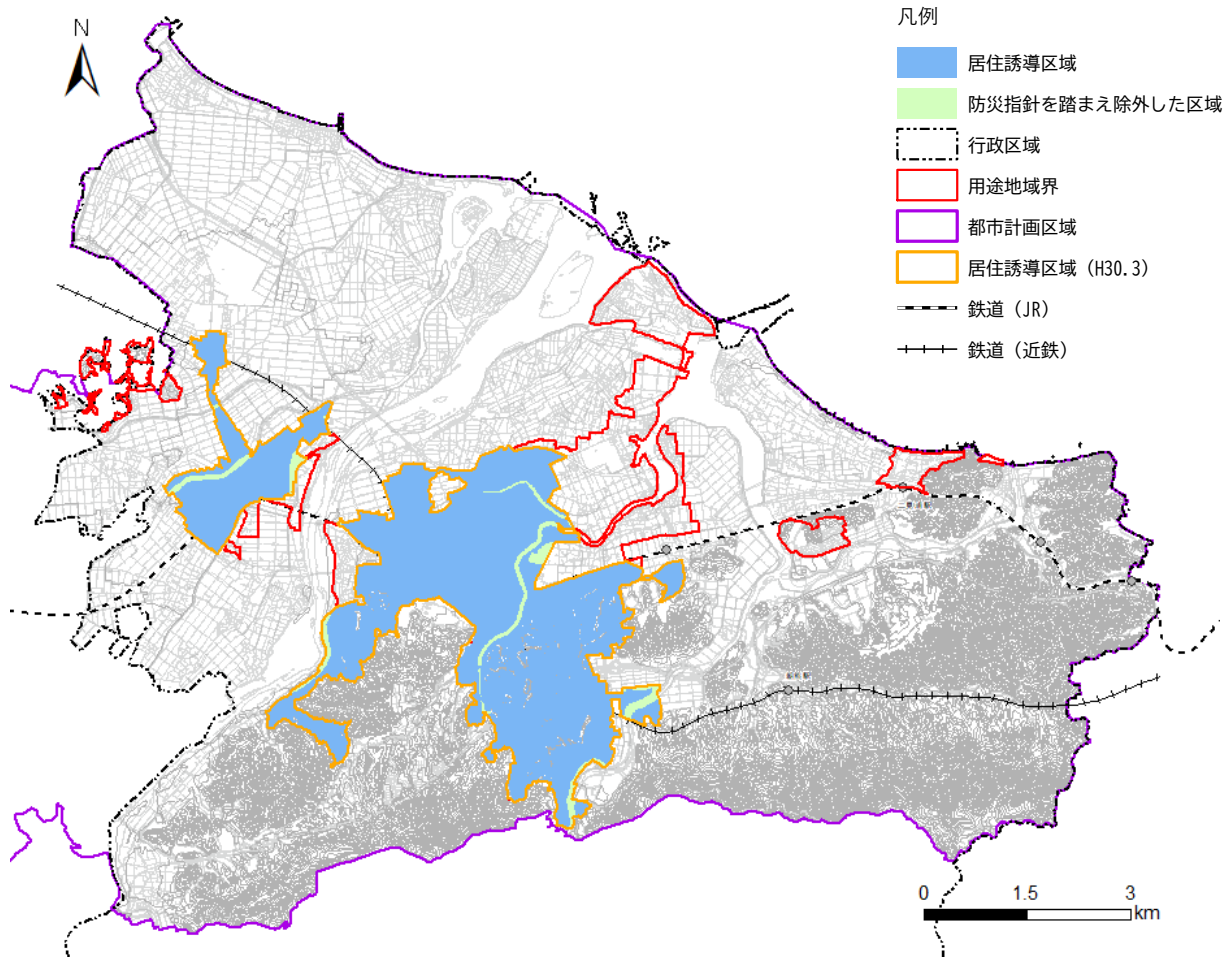 N
凡例
居住誘導区域
防災指針を踏まえ除外した区域
行政区域
用途地域界
都市計画区域
居住誘導区域（H30.3）
鉄道（JR）
鉄道（近鉄）
0 1.5 3
km